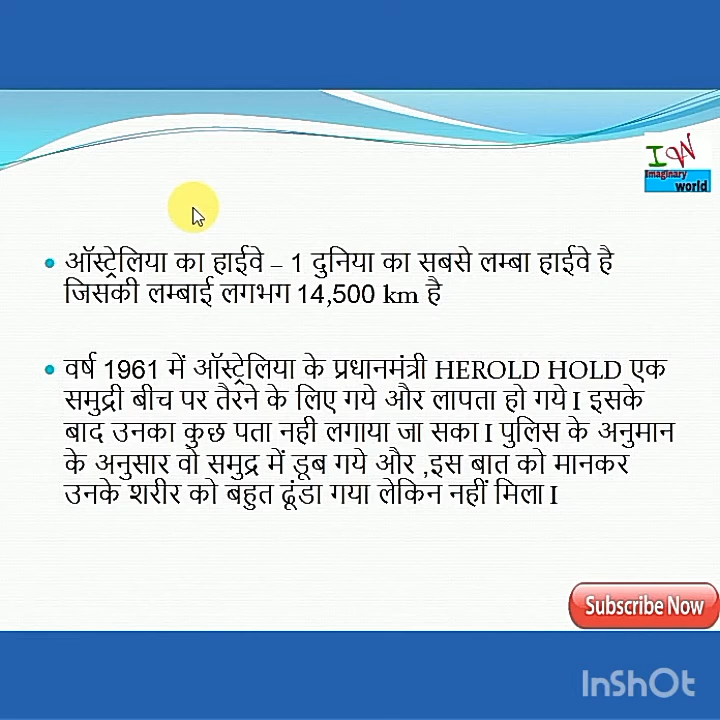 IW
Imaginary
world
ऑस्ट्रेलिया का हाईवे – 1 दुनिया का सबसे लम्बा हाईवे है
जिसकी लम्बाई लगभग 14,500 km है
वर्ष 1961 में ऑस्ट्रेलिया के प्रधानमंत्री HEROLD HOLD एक
समुद्री बीच पर तैरने के लिए गये और लापता हो गये I इसके
बाद उनका कुछ पता नही लगाया जा सका I पुलिस के अनुमान
के अनुसार वो समुद्र में डूब गये और ,इस बात को मानकर
उनके शरीर को बहुत ढूंडा गया लेकिन नहीं मिला I
Subscribe Now
InShOt